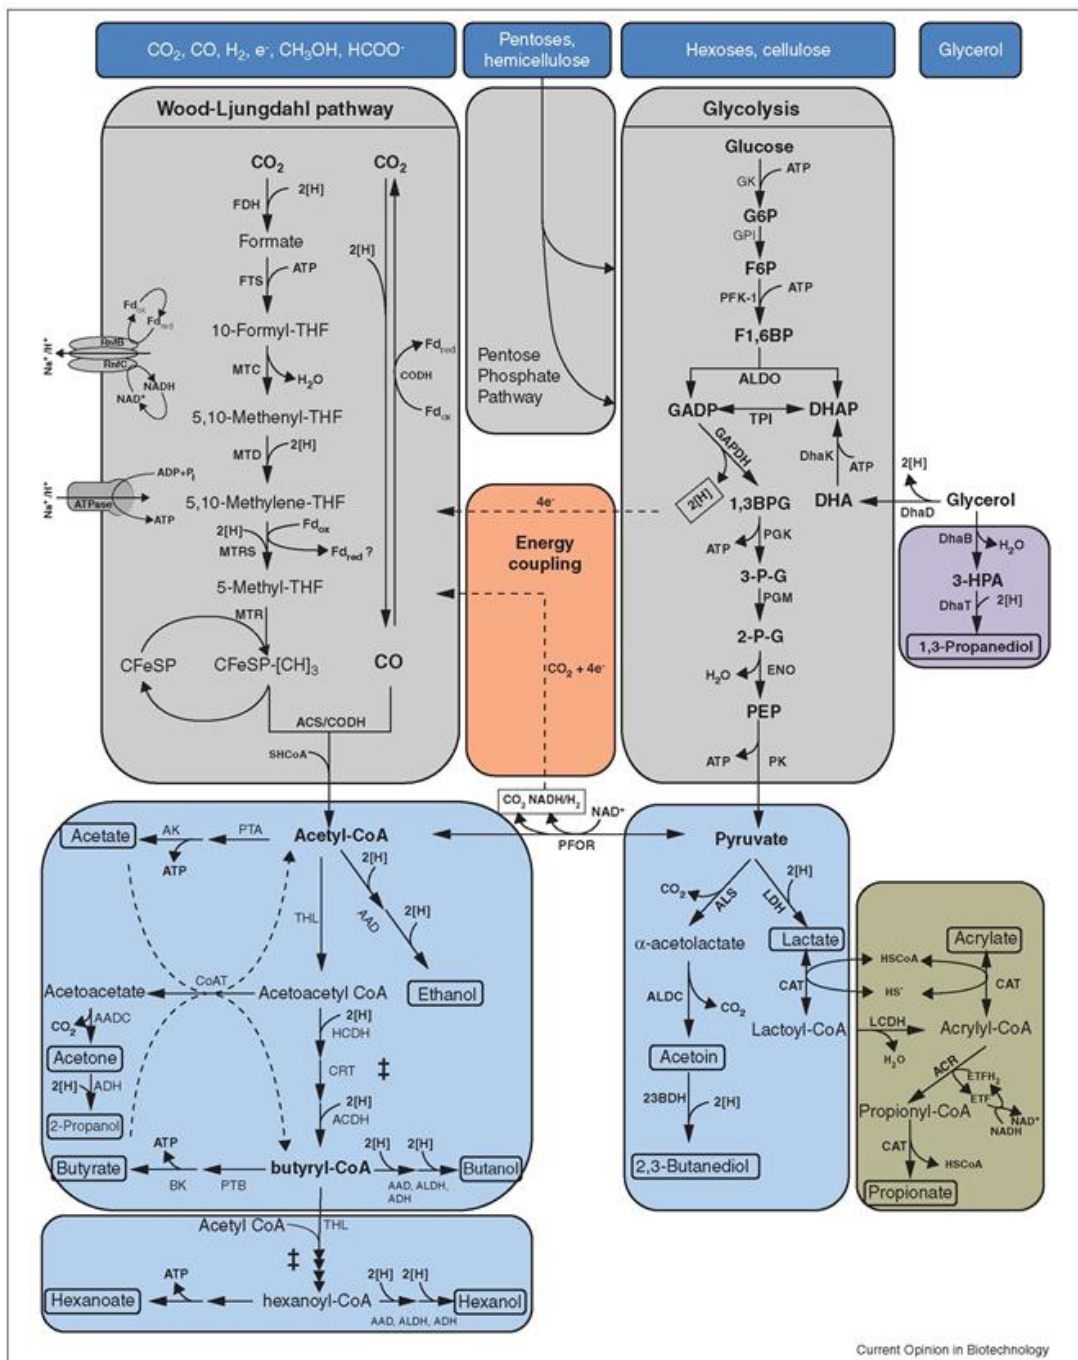 CO₂, CO, H₂, e⁻, CH₃OH, HCOO⁻
Pentoses,
hemicellulose
Hexoses, cellulose
Glycerol
Wood-Ljungdahl pathway
CO₂
CO₂
2[H]
FDH
Formate
2[H]
ATP
FTS
10-Formyl-THF
MTC
H₂O
5,10-Methenyl-THF
MTD
2[H]
5,10-Methylene-THF
2[H]
Fd_ox
MTRS
Fd_red ?
5-Methyl-THF
MTR
CFeSP
CFeSP-[CH]₃
CO
ACS/CODH
SHCoA
Fd_red
CODH
Fd_ox
Fd_ox
Fd_red
RnfB
RnfC
Na⁺/H⁺
NADH
NAD⁺
ADP+Pᵢ
ATPase
ATP
Na⁺/H⁺
Pentose
Phosphate
Pathway
4e⁻
Energy
coupling
CO₂ + 4e⁻
Glycolysis
Glucose
GK
ATP
G6P
GPI
F6P
PFK-1
ATP
F1,6BP
ALDO
GADP
TPI
DHAP
GAPDH
DhaK
ATP
2[H]
1,3BPG
DHA
2[H]
Glycerol
DhaD
PGK
ATP
3-P-G
PGM
2-P-G
H₂O
ENO
PEP
ATP
PK
DhaB
H₂O
3-HPA
DhaT
2[H]
1,3-Propanediol
CO₂ NADH/H₂
NAD⁺
PFOR
Acetate
AK
PTA
Acetyl-CoA
ATP
2[H]
AAD
2[H]
THL
CoAT
Acetoacetate
Acetoacetyl CoA
Ethanol
CO₂
AADC
2[H]
HCDH
Acetone
CRT
‡
2[H]
ADH
2[H]
ACDH
2-Propanol
ATP
2[H]
2[H]
Butyrate
butyryl-CoA
Butanol
BK
PTB
AAD, ALDH,
ADH
Acetyl CoA
THL
‡
ATP
2[H]
2[H]
Hexanoate
hexanoyl-CoA
Hexanol
AAD, ALDH, ADH
Pyruvate
CO₂
ALS
LDH
2[H]
α-acetolactate
Lactate
ALDC
CO₂
CAT
Lactoyl-CoA
Acetoin
23BDH
2[H]
2,3-Butanediol
HSCoA
HS⁻
Acrylate
CAT
LCDH
H₂O
Acrylyl-CoA
ACR
ETFH₂
ETF
NAD⁺
NADH
Propionyl-CoA
CAT
HSCoA
Propionate
Current Opinion in Biotechnology